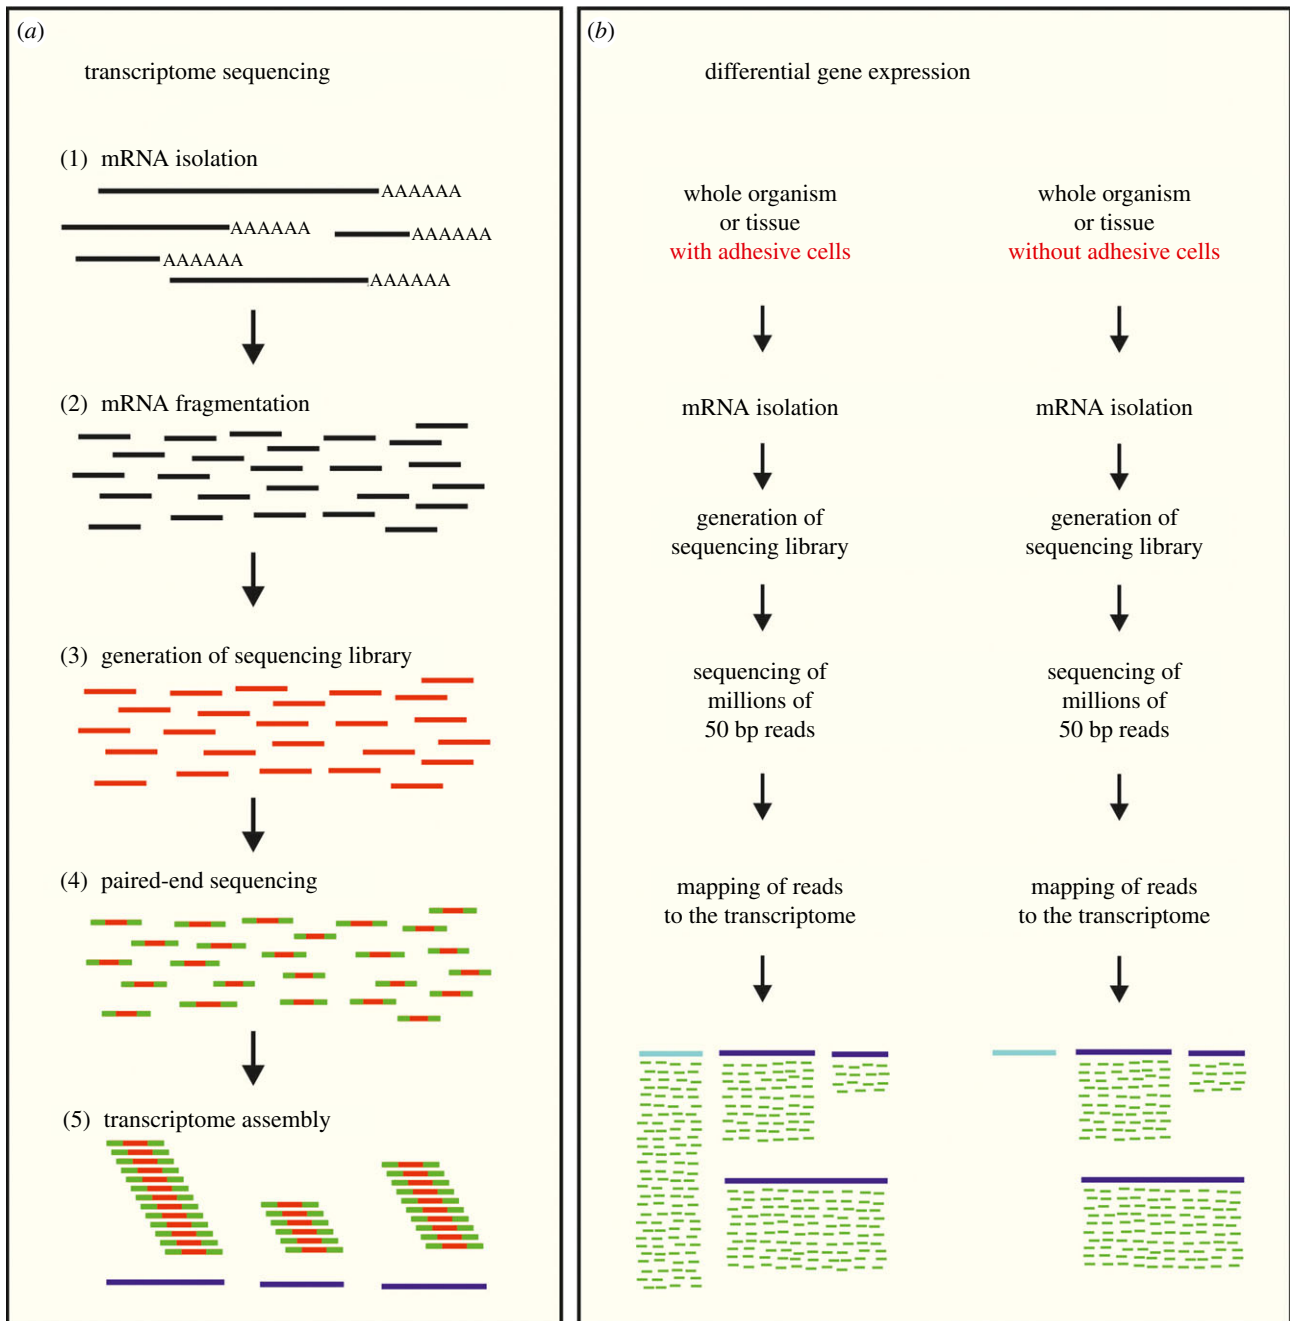 (a)
transcriptome sequencing
(1) mRNA isolation
AAAAAA
AAAAAA
AAAAAA
AAAAAA
AAAAAA
(2) mRNA fragmentation
(3) generation of sequencing library
(4) paired-end sequencing
(5) transcriptome assembly
(b)
differential gene expression
whole organism
or tissue
with adhesive cells
mRNA isolation
generation of
sequencing library
sequencing of
millions of
50 bp reads
mapping of reads
to the transcriptome
whole organism
or tissue
without adhesive cells
mRNA isolation
generation of
sequencing library
sequencing of
millions of
50 bp reads
mapping of reads
to the transcriptome